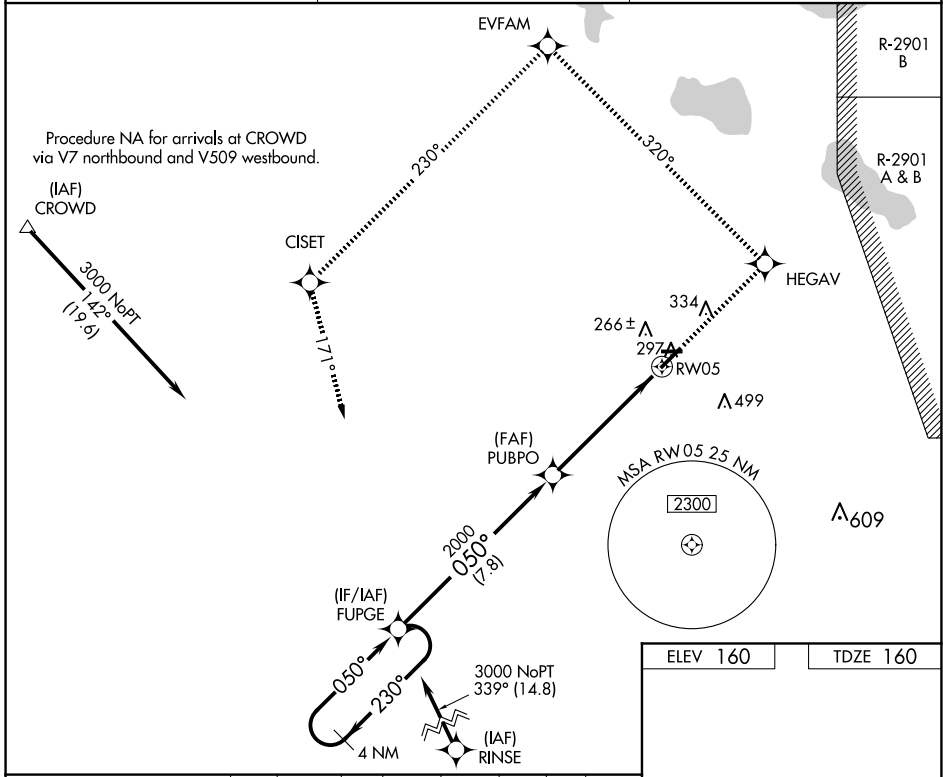 EVFAM
R-2901
B
Procedure NA for arrivals at CROWD
via V7 northbound and V509 westbound.
R-2901
A & B
(IAF)
CROWD
230°
320°
CISET
HEGAV
3000 NoPT
142°
(19.6)
334
266±
297
RW05
171°
499
(FAF)
PUBPO
MSA RW05 25 NM
2300
609
2000
050°
(7.8)
(IF/IAF)
FUPGE
ELEV 160
TDZE 160
050°
230°
3000 NoPT
339° (14.8)
4 NM
(IAF)
RINSE